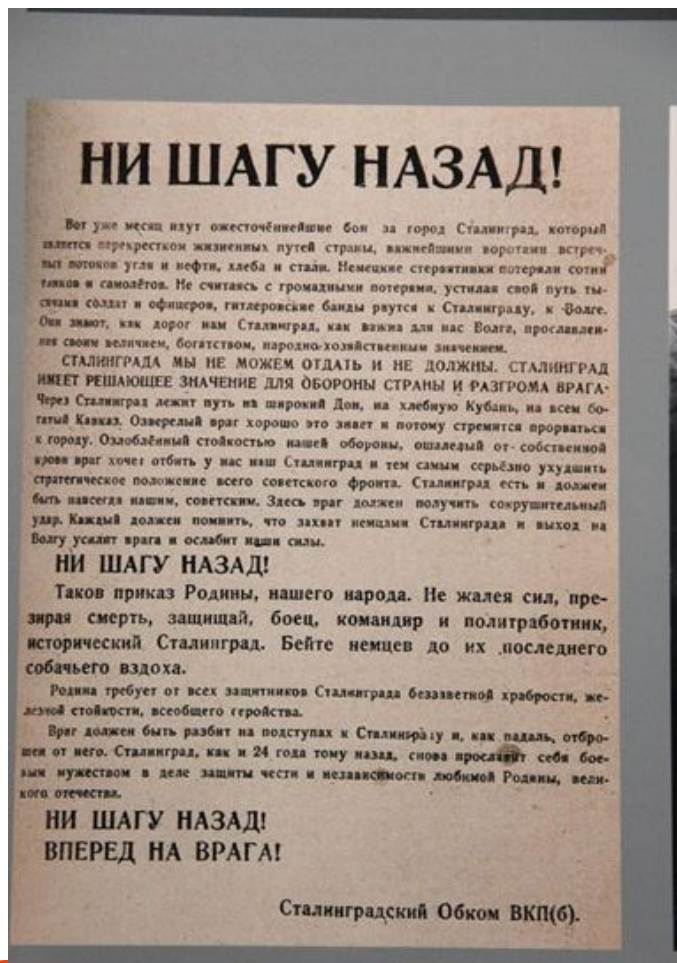 НИ ШАГУ НАЗАД!
Вот уже месяц идут ожесточённейшие бои за город Сталинград, который
является перекрестком жизненных путей страны, важнейшими воротами встреч-
ных потоков угля и нефти, хлеба и стали. Немецкие стервятники потеряли сотни
танков и самолётов. Не считаясь с громадными потерями, устилая свой путь ты-
сячами солдат и офицеров, гитлеровские банды рвутся к Сталинграду, к Волге.
Они знают, как дорог нам Сталинград, как важна для нас Волга, прославлен-
ная своим величием, богатством, народно-хозяйственным значением.
СТАЛИНГРАДА МЫ НЕ МОЖЕМ ОТДАТЬ И НЕ ДОЛЖНЫ. СТАЛИНГРАД
ИМЕЕТ РЕШАЮЩЕЕ ЗНАЧЕНИЕ ДЛЯ ОБОРОНЫ СТРАНЫ И РАЗГРОМА ВРАГА.
Через Сталинград лежит путь на широкий Дон, на хлебную Кубань, на всем бо-
гатый Кавказ. Озверелый враг хорошо это знает и потому стремится прорваться
к городу. Озлоблённый стойкостью нашей обороны, ошалелый от собственной
крови враг хочет отбить у нас наш Сталинград и тем самым серьёзно ухудшить
стратегическое положение всего советского фронта. Сталинград есть и должен
быть навсегда нашим, советским. Здесь враг должен получить сокрушительный
удар. Каждый должен помнить, что захват немцами Сталинграда и выход на
Волгу усилит врага и ослабит наши силы.
НИ ШАГУ НАЗАД!
Таков приказ Родины, нашего народа. Не жалея сил, пре-
зирая смерть, защищай, боец, командир и политработник,
исторический Сталинград. Бейте немцев до их последнего
собачьего вздоха.
Родина требует от всех защитников Сталинграда беззаветной храбрости, же-
лезной стойкости, всеобщего геройства.
Враг должен быть разбит на подступах к Сталинграду и, как падаль, отбро-
шен от него. Сталинград, как и 24 года тому назад, снова прославит себя бое-
вым мужеством в деле защиты чести и независимости любимой Родины, вели-
кого отечества.
НИ ШАГУ НАЗАД!
ВПЕРЕД НА ВРАГА!
Сталинградский Обком ВКП(б).